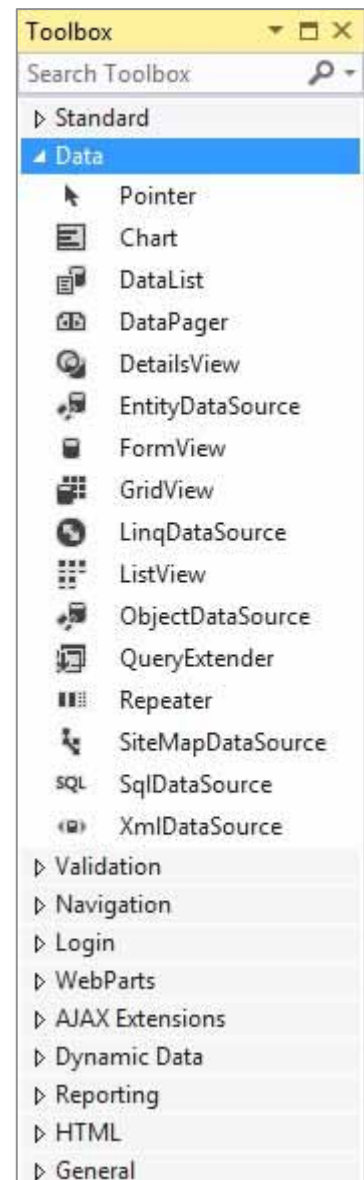 Toolbox
Search Toolbox
Standard
Data
Pointer
Chart
DataList
DataPager
DetailsView
EntityDataSource
FormView
GridView
LinqDataSource
ListView
ObjectDataSource
QueryExtender
Repeater
SiteMapDataSource
SQL SqlDataSource
XmlDataSource
Validation
Navigation
Login
WebParts
AJAX Extensions
Dynamic Data
Reporting
HTML
General